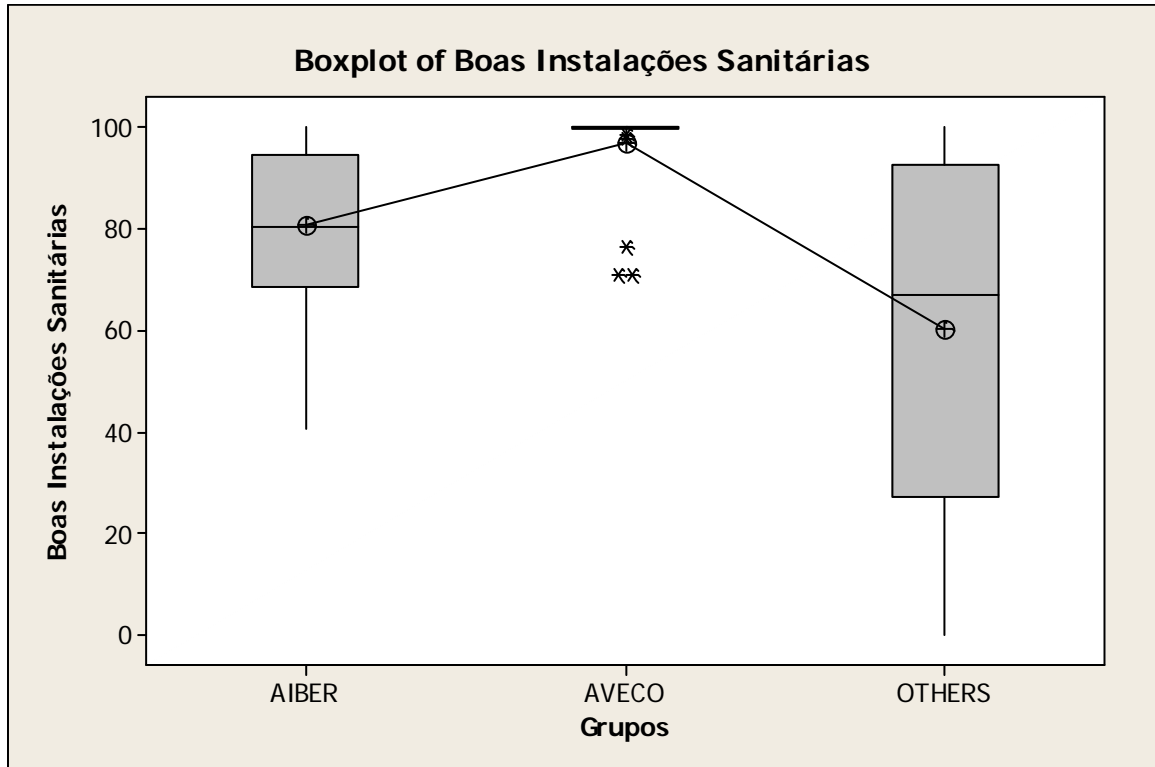 Boxplot of Boas Instalações Sanitárias
Boas Instalações Sanitárias
100
80
60
40
20
0
AIBER AVECO OTHERS
Grupos